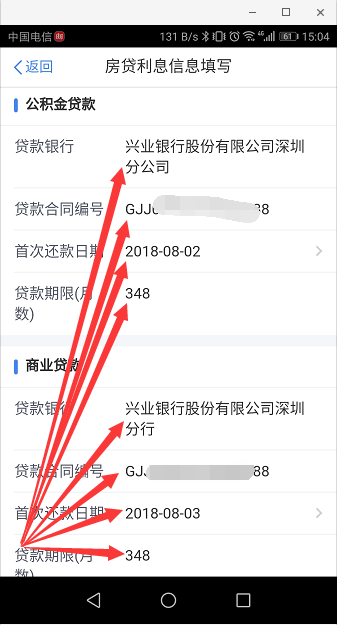 中国电信 131 B/s 4G 61 15:04
返回 房贷利息信息填写
公积金贷款
贷款银行 兴业银行股份有限公司深圳
分公司
贷款合同编号 GJJ 88
首次还款日期 2018-08-02
贷款期限(月 348
数)
商业贷款
贷款银行 兴业银行股份有限公司深圳
分行
贷款合同编号 GJ 88
首次还款日期 2018-08-03
贷款期限(月 348
数)